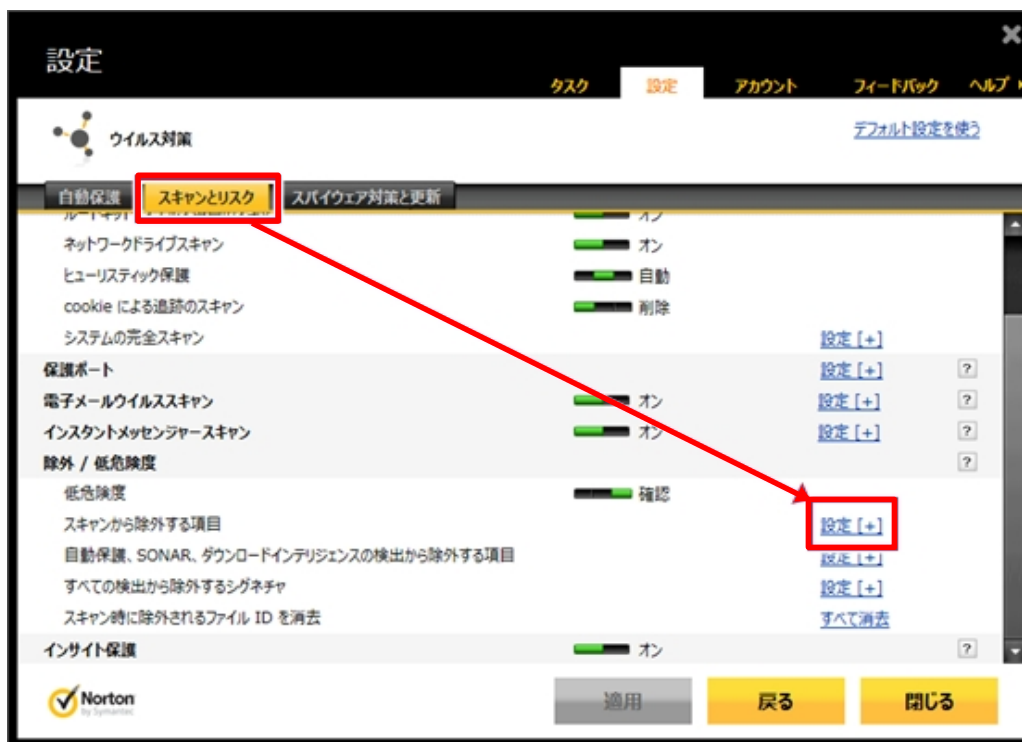 設定
タスク 設定 アカウント フィードバック ヘルプ
ウイルス対策 デフォルト設定を使う
自動保護 スキャンとリスク スパイウェア対策と更新
オン
ネットワークドライブスキャン オン
ヒューリスティック保護 自動
cookie による追跡のスキャン 削除
システムの完全スキャン 設定 [+]
保護ポート 設定 [+] ?
電子メールウイルススキャン オン 設定 [+] ?
インスタントメッセンジャースキャン オン 設定 [+] ?
除外 / 低危険度 ?
低危険度 確認
スキャンから除外する項目 設定 [+]
自動保護、SONAR、ダウンロードインテリジェンスの検出から除外する項目 設定 [+]
すべての検出から除外するシグネチャ 設定 [+]
スキャン時に除外されるファイル ID を消去 すべて消去
インサイト保護 オン ?
Norton
by Symantec
適用 戻る 閉じる